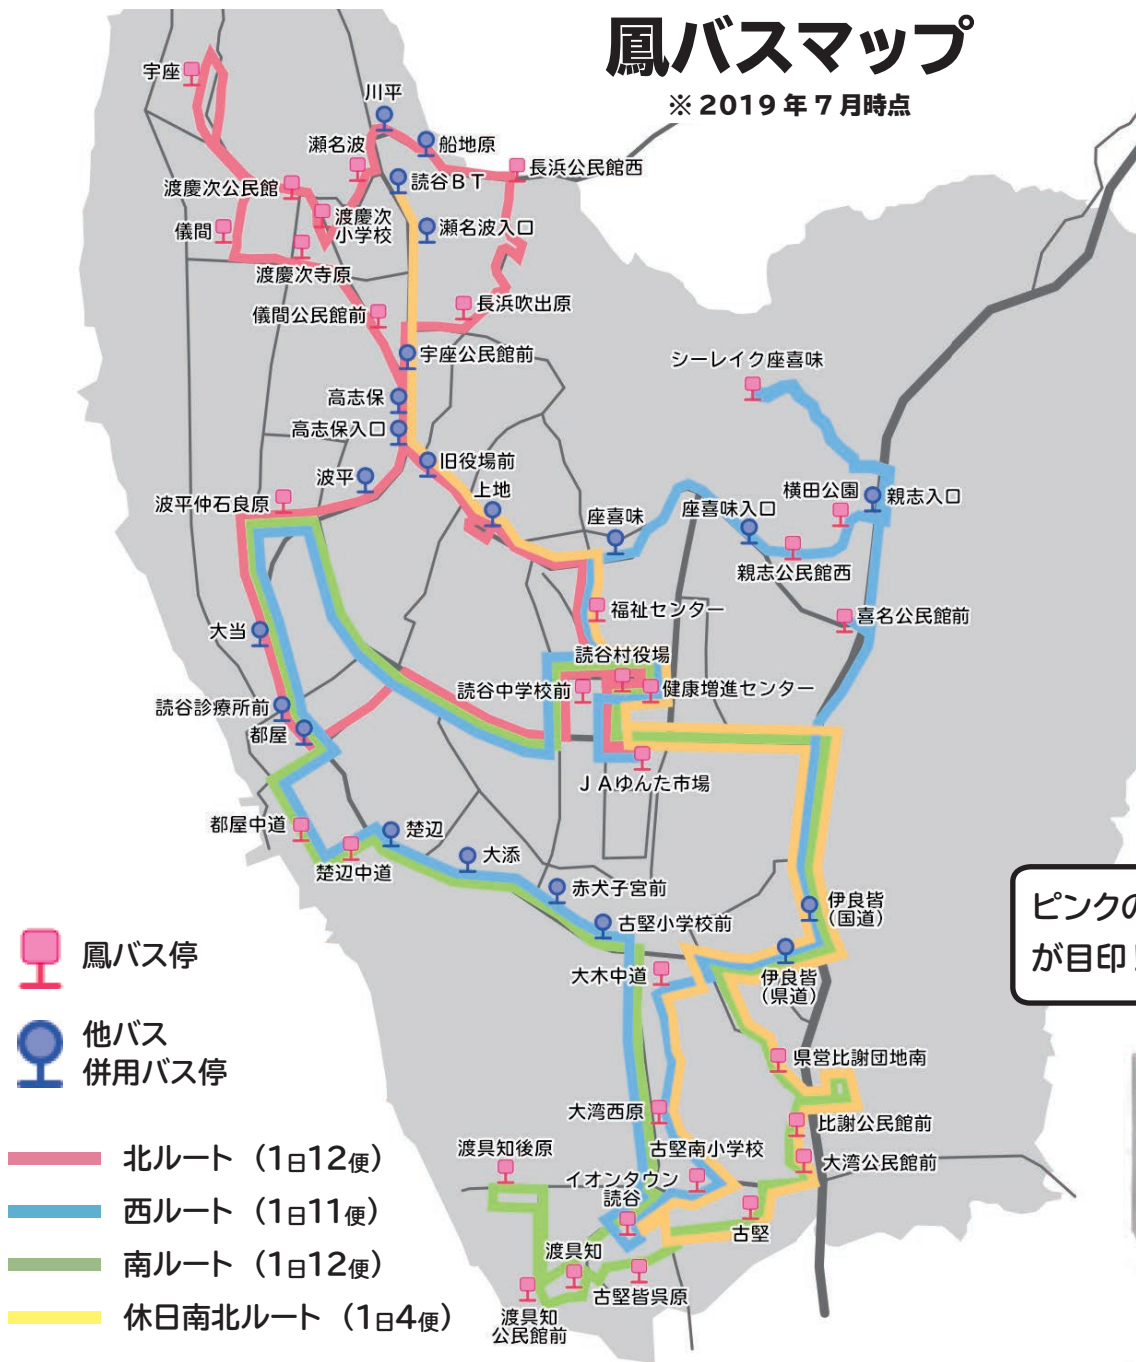 鳳バスマップ
※2019年7月時点
宇座
川平
瀬名波
船地原
長浜公民館西
渡慶次公民館
読谷BT
渡慶次
小学校
儀間
瀬名波入口
渡慶次寺原
儀間公民館前
長浜吹出原
宇座公民館前
シーレイク座喜味
高志保
高志保入口
旧役場前
波平
上地
波平仲石良原
座喜味
座喜味入口
横田公園
親志入口
親志公民館西
福祉センター
喜名公民館前
大当
読谷村役場
読谷中学校前
健康増進センター
読谷診療所前
都屋
JAゆんた市場
都屋中道
楚辺
楚辺中道
大添
赤犬子宮前
古堅小学校前
伊良皆
(国道)
大木中道
伊良皆
(県道)
県営比謝団地南
大湾西原
比謝公民館前
古堅南小学校
大湾公民館前
渡具知後原
イオンタウン
読谷
古堅
渡具知
古堅皆呉原
渡具知
公民館前
ピンクの
が目印!
鳳バス停
他バス
併用バス停
北ルート(1日12便)
西ルート(1日11便)
南ルート(1日12便)
休日南北ルート(1日4便)